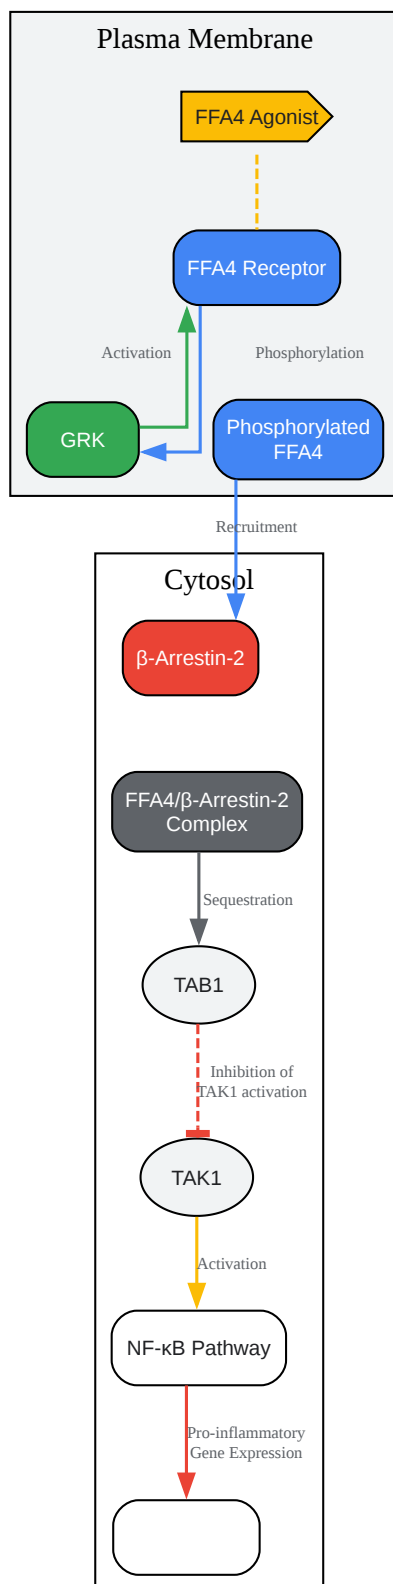 Plasma Membrane
FFA4 Agonist
FFA4 Receptor
Activation
Phosphorylation
GRK
Phosphorylated
FFA4
Recruitment
Cytosol
β-Arrestin-2
FFA4/β-Arrestin-2
Complex
Sequestration
TAB1
Inhibition of
TAK1 activation
TAK1
Activation
NF-κB Pathway
Pro-inflammatory
Gene Expression